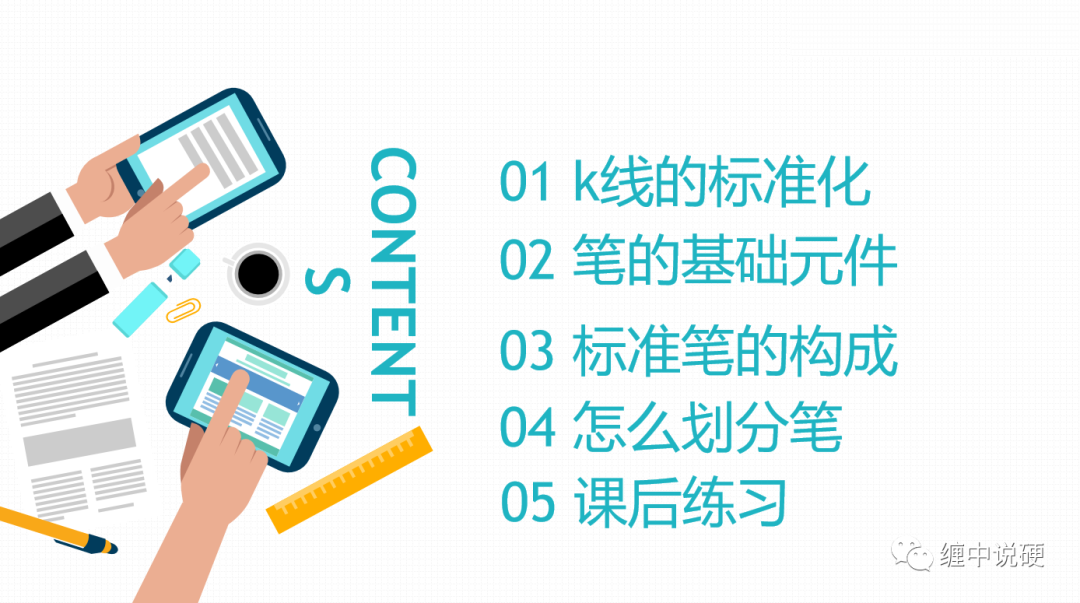 CONTENTS
01 k线的标准化
02 笔的基础元件
03 标准笔的构成
04 怎么划分笔
05 课后练习
缠中说硬